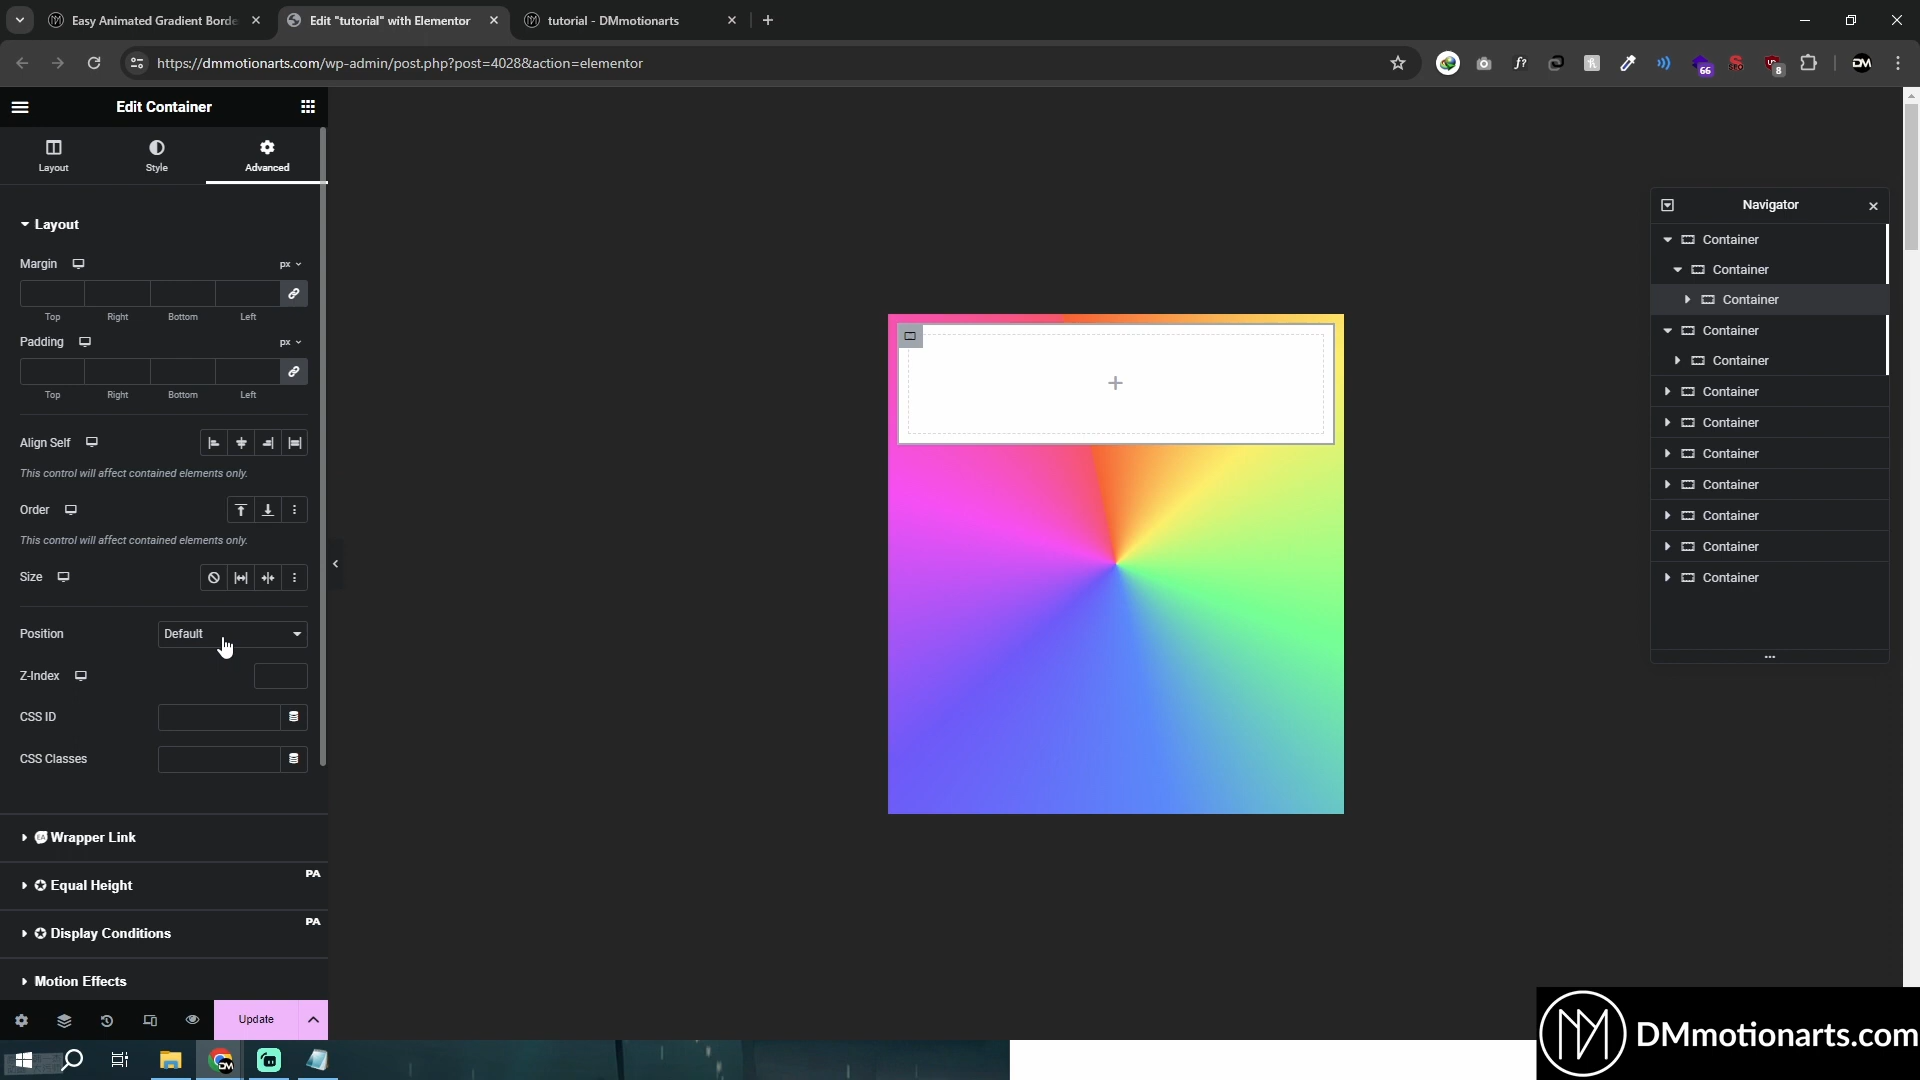 Easy Animated Gradient Borde
Edit "tutorial" with Elementor
tutorial - DMmotionarts
https://dmmotionarts.com/wp-admin/post.php?post=4028&action=elementor
f?
66
8
DM
Edit Container
Layout
Style
Advanced
Layout
Margin
px
Top
Right
Bottom
Left
Padding
px
Top
Right
Bottom
Left
Align Self
This control will affect contained elements only.
Order
This control will affect contained elements only.
Size
Position
Default
Z-Index
CSS ID
CSS Classes
Wrapper Link
PA
Equal Height
PA
Display Conditions
Motion Effects
Update
Navigator
Container
Container
Container
Container
Container
Container
Container
Container
Container
Container
Container
Container
DMmotionarts.com